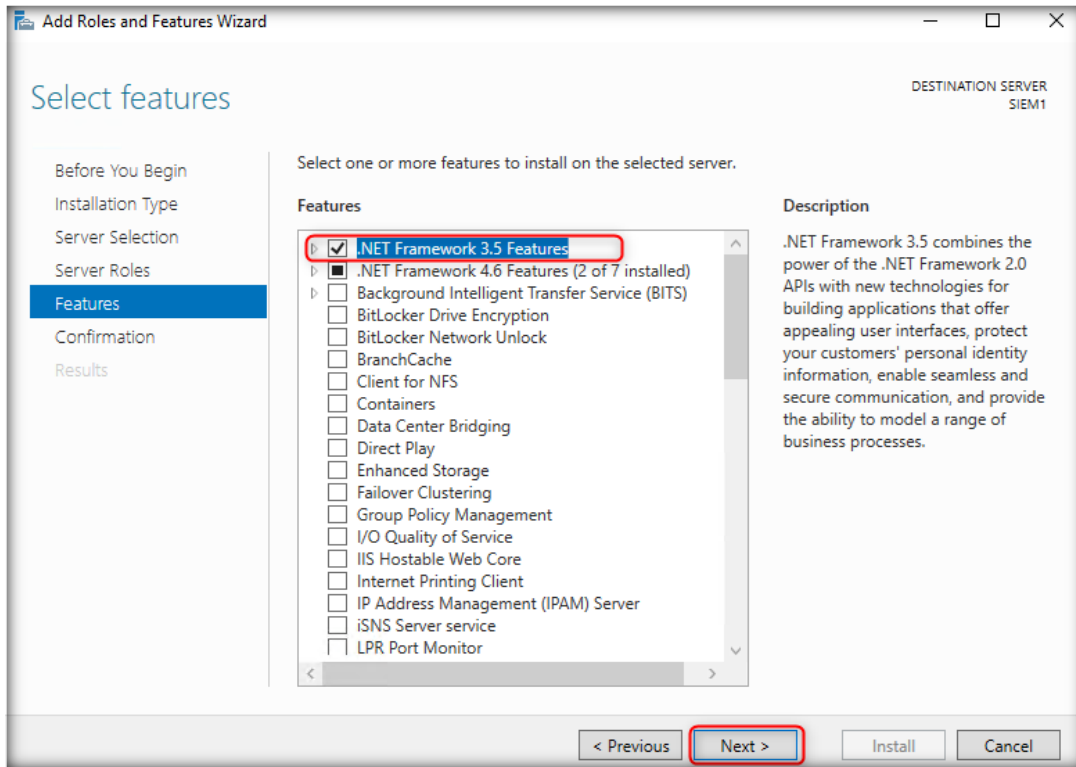 Add Roles and Features Wizard
Select features
DESTINATION SERVER
SIEM1
Before You Begin
Installation Type
Server Selection
Server Roles
Features
Confirmation
Results
Select one or more features to install on the selected server.
Features
.NET Framework 3.5 Features
.NET Framework 4.6 Features (2 of 7 installed)
Background Intelligent Transfer Service (BITS)
BitLocker Drive Encryption
BitLocker Network Unlock
BranchCache
Client for NFS
Containers
Data Center Bridging
Direct Play
Enhanced Storage
Failover Clustering
Group Policy Management
I/O Quality of Service
IIS Hostable Web Core
Internet Printing Client
IP Address Management (IPAM) Server
iSNS Server service
LPR Port Monitor
Description
.NET Framework 3.5 combines the
power of the .NET Framework 2.0
APIs with new technologies for
building applications that offer
appealing user interfaces, protect
your customers' personal identity
information, enable seamless and
secure communication, and provide
the ability to model a range of
business processes.
< Previous
Next >
Install
Cancel